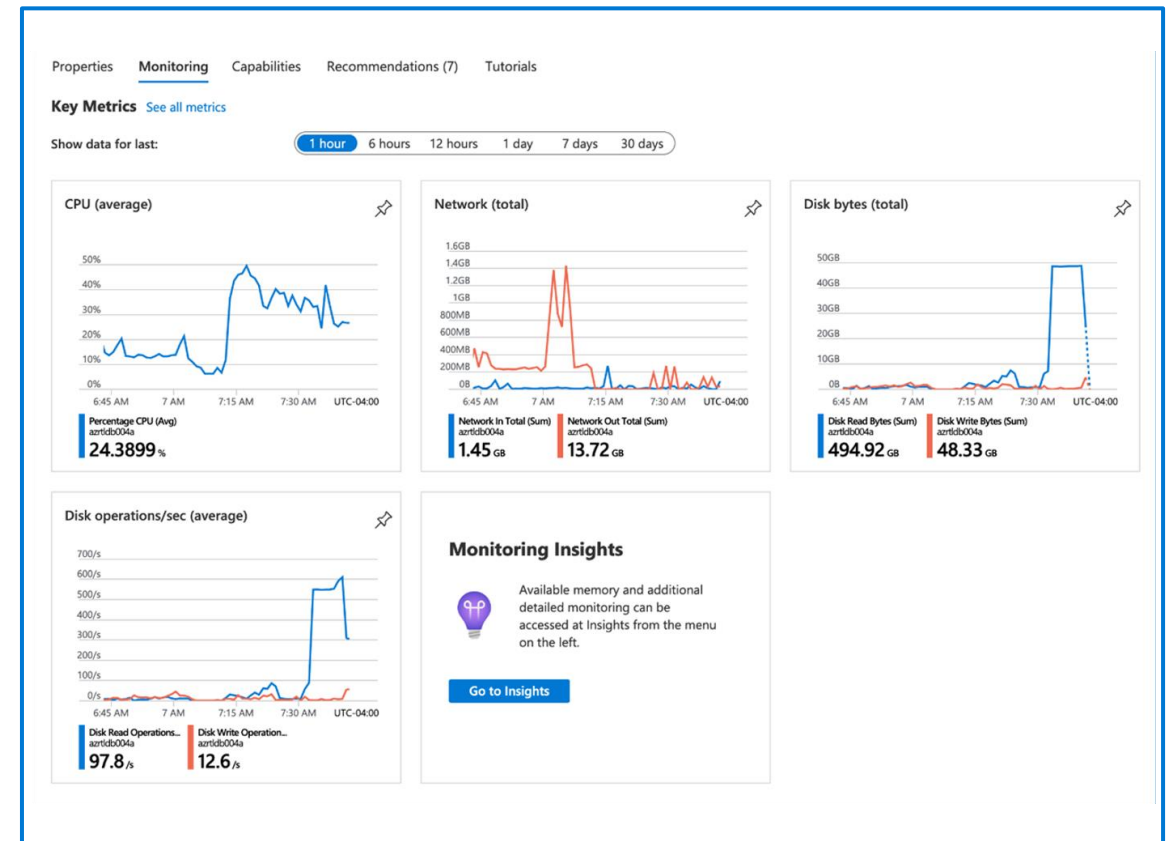 Properties Monitoring Capabilities Recommendations (7) Tutorials
Key Metrics See all metrics
Show data for last: 1 hour 6 hours 12 hours 1 day 7 days 30 days
CPU (average)
50%
40%
30%
20%
10%
0%
6:45 AM 7 AM 7:15 AM 7:30 AM UTC-04:00
Percentage CPU (Avg)
azrtldb004a
24.3899 %
Network (total)
1.6GB
1.4GB
1.2GB
1GB
800MB
600MB
400MB
200MB
0B
6:45 AM 7 AM 7:15 AM 7:30 AM UTC-04:00
Network In Total (Sum) Network Out Total (Sum)
azrtldb004a azrtldb004a
1.45 GB 13.72 GB
Disk bytes (total)
50GB
40GB
30GB
20GB
10GB
0B
6:45 AM 7 AM 7:15 AM 7:30 AM UTC-04:00
Disk Read Bytes (Sum) Disk Write Bytes (Sum)
azrtldb004a azrtldb004a
494.92 GB 48.33 GB
Disk operations/sec (average)
700/s
600/s
500/s
400/s
300/s
200/s
100/s
0/s
6:45 AM 7 AM 7:15 AM 7:30 AM UTC-04:00
Disk Read Operations... Disk Write Operation...
azrtldb004a azrtldb004a
97.8 /s 12.6 /s
Monitoring Insights
Available memory and additional
detailed monitoring can be
accessed at Insights from the menu
on the left.
Go to Insights